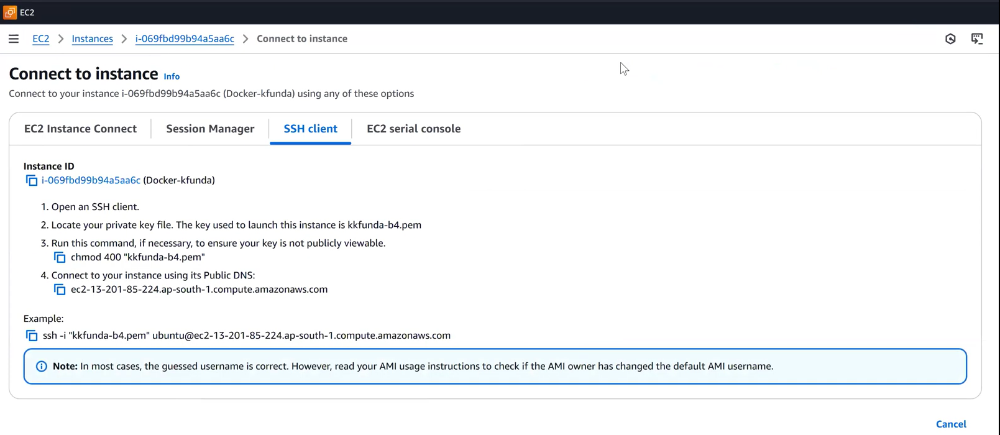 EC2
EC2 > Instances > i-069fbd99b94a5aa6c > Connect to instance
Connect to instance Info
Connect to your instance i-069fbd99b94a5aa6c (Docker-kfunda) using any of these options
EC2 Instance Connect Session Manager SSH client EC2 serial console
Instance ID
i-069fbd99b94a5aa6c (Docker-kfunda)
1. Open an SSH client.
2. Locate your private key file. The key used to launch this instance is kkfunda-b4.pem
3. Run this command, if necessary, to ensure your key is not publicly viewable.
chmod 400 "kkfunda-b4.pem"
4. Connect to your instance using its Public DNS:
ec2-13-201-85-224.ap-south-1.compute.amazonaws.com
Example:
ssh -i "kkfunda-b4.pem" ubuntu@ec2-13-201-85-224.ap-south-1.compute.amazonaws.com
Note: In most cases, the guessed username is correct. However, read your AMI usage instructions to check if the AMI owner has changed the default AMI username.
Cancel